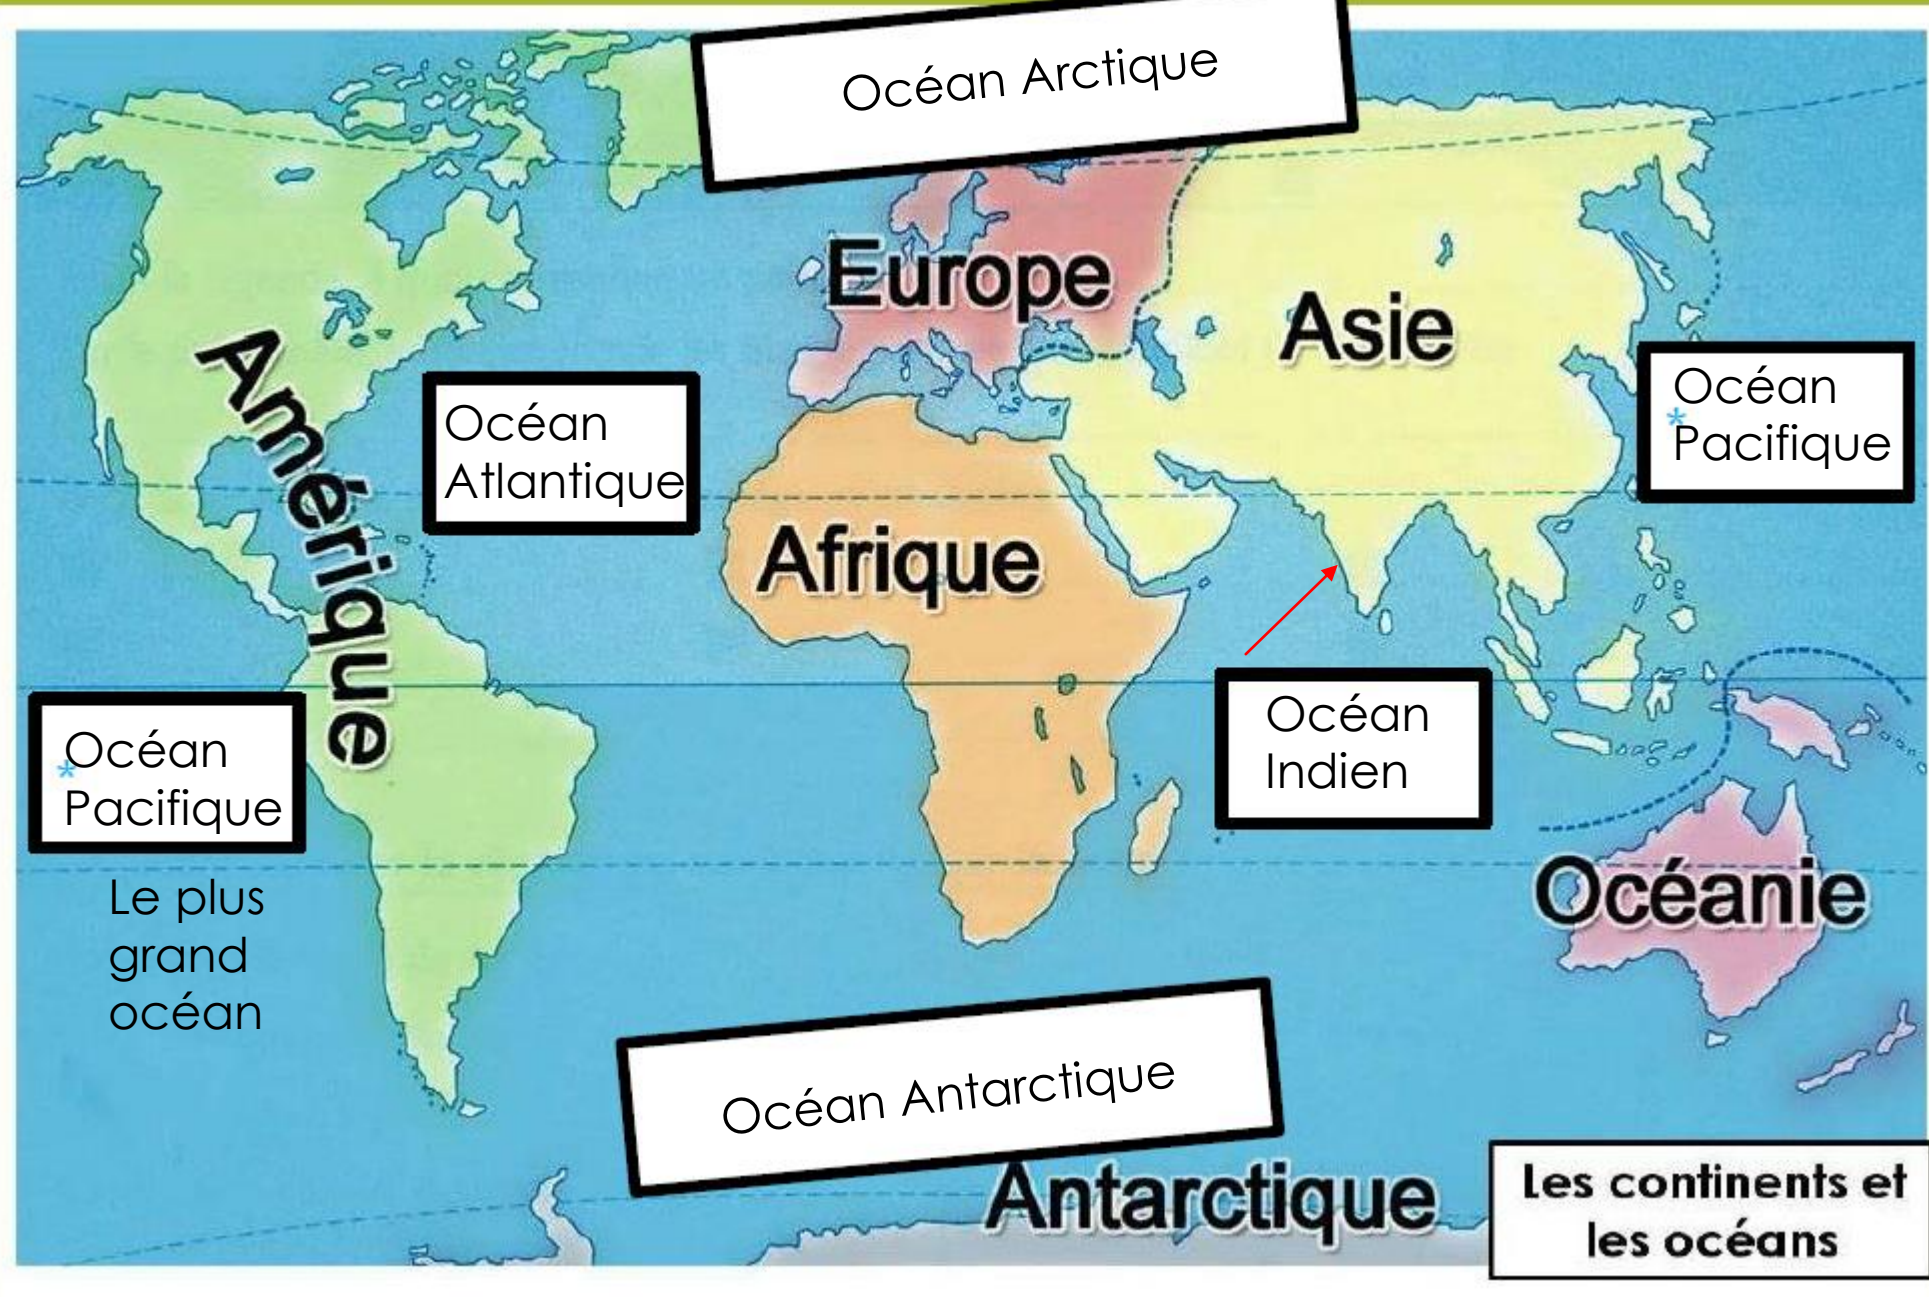 Océan Arctique
Europe
Asie
Amérique
Océan
Atlantique
Océan
*
Pacifique
Afrique
Océan
*
Pacifique
Océan
Indien
Le plus
grand
océan
Océanie
Océan Antarctique
Antarctique
Les continents et
les océans